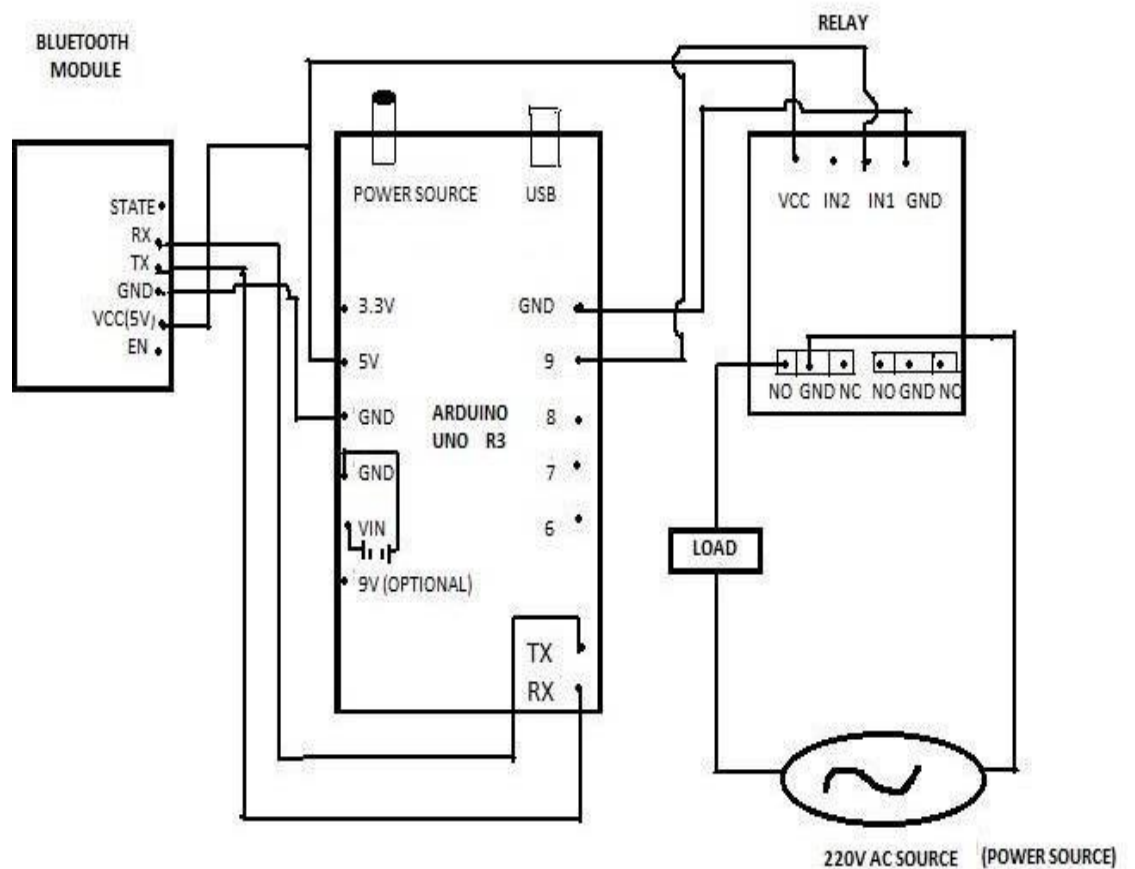 BLUETOOTH
MODULE
STATE
RX
TX
GND
VCC(5V)
EN
POWER SOURCE
USB
3.3V
5V
GND
GND
VIN
9V (OPTIONAL)
ARDUINO
UNO R3
GND
9
8
7
6
TX
RX
RELAY
VCC IN2 IN1 GND
NO GND NC NO GND NC
LOAD
220V AC SOURCE (POWER SOURCE)